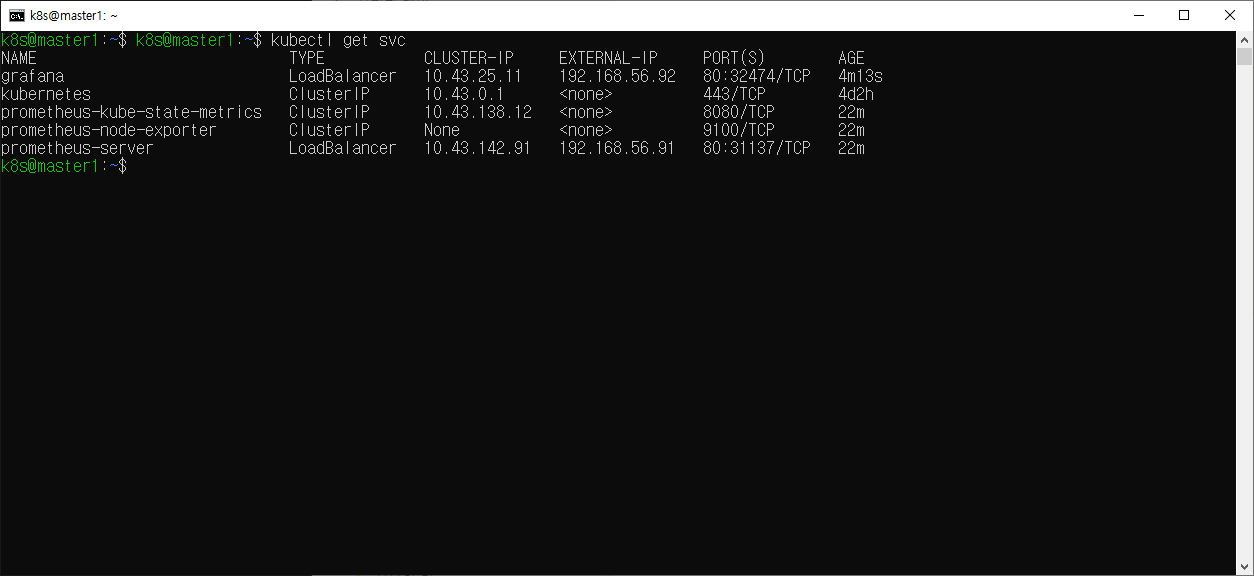 k8s@master1: ~
k8s@master1:~$ k8s@master1:~$ kubectl get svc
NAME                            TYPE           CLUSTER-IP     EXTERNAL-IP     PORT(S)        AGE
grafana                         LoadBalancer   10.43.25.11    192.168.56.92   80:32474/TCP   4m13s
kubernetes                      ClusterIP      10.43.0.1      <none>          443/TCP        4d2h
prometheus-kube-state-metrics   ClusterIP      10.43.138.12   <none>          8080/TCP       22m
prometheus-node-exporter        ClusterIP      None           <none>          9100/TCP       22m
prometheus-server               LoadBalancer   10.43.142.91   192.168.56.91   80:31137/TCP   22m
k8s@master1:~$